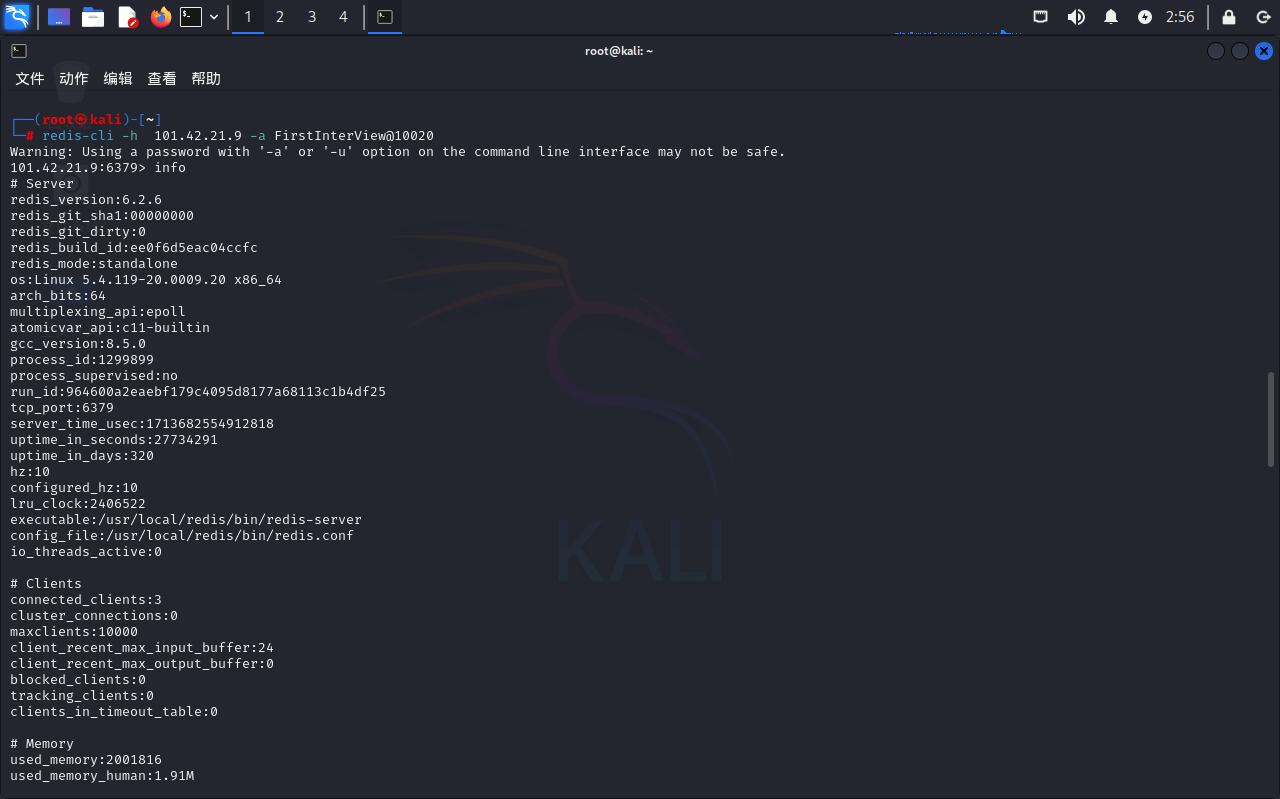 1 2 3 4 2:56
root@kali: ~
文件 动作 编辑 查看 帮助
┌──(root㉿kali)-[~]
└─# redis-cli -h  101.42.21.9 -a FirstInterView@10020
Warning: Using a password with '-a' or '-u' option on the command line interface may not be safe.
101.42.21.9:6379> info
# Server
redis_version:6.2.6
redis_git_sha1:00000000
redis_git_dirty:0
redis_build_id:ee0f6d5eac04ccfc
redis_mode:standalone
os:Linux 5.4.119-20.0009.20 x86_64
arch_bits:64
multiplexing_api:epoll
atomicvar_api:c11-builtin
gcc_version:8.5.0
process_id:1299899
process_supervised:no
run_id:964600a2eaebf179c4095d8177a68113c1b4df25
tcp_port:6379
server_time_usec:1713682554912818
uptime_in_seconds:27734291
uptime_in_days:320
hz:10
configured_hz:10
lru_clock:2406522
executable:/usr/local/redis/bin/redis-server
config_file:/usr/local/redis/bin/redis.conf
io_threads_active:0
KALI
# Clients
connected_clients:3
cluster_connections:0
maxclients:10000
client_recent_max_input_buffer:24
client_recent_max_output_buffer:0
blocked_clients:0
tracking_clients:0
clients_in_timeout_table:0
# Memory
used_memory:2001816
used_memory_human:1.91M